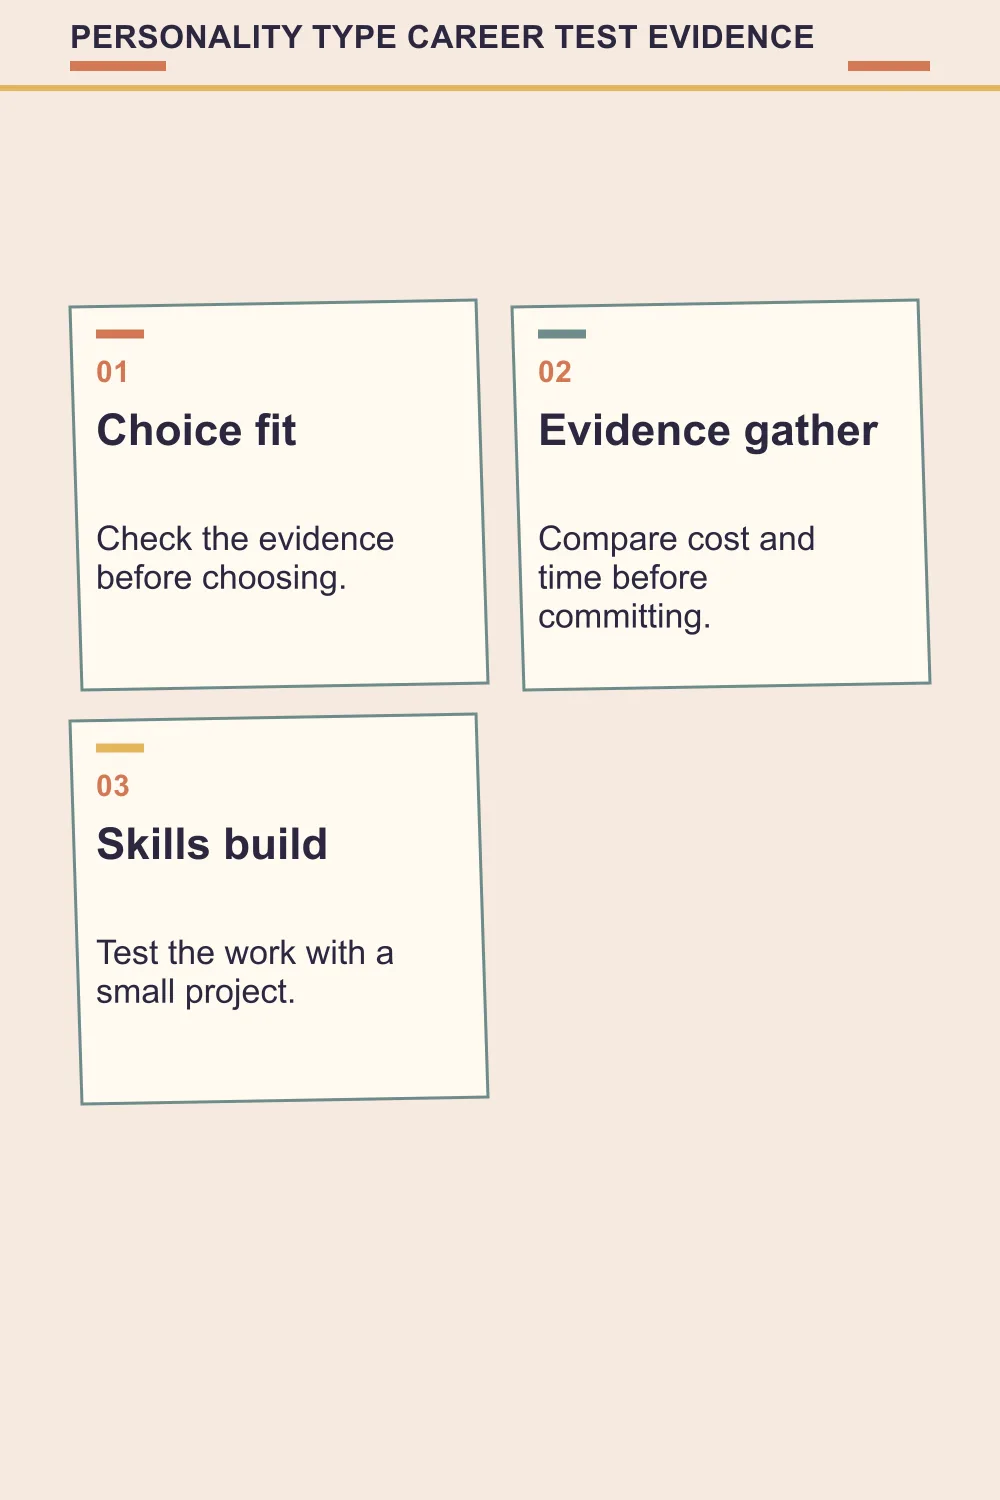 PERSONALITY TYPE CAREER TEST EVIDENCE
01
Choice fit
Check the evidence
before choosing.
02
Evidence gather
Compare cost and
time before
committing.
03
Skills build
Test the work with a
small project.